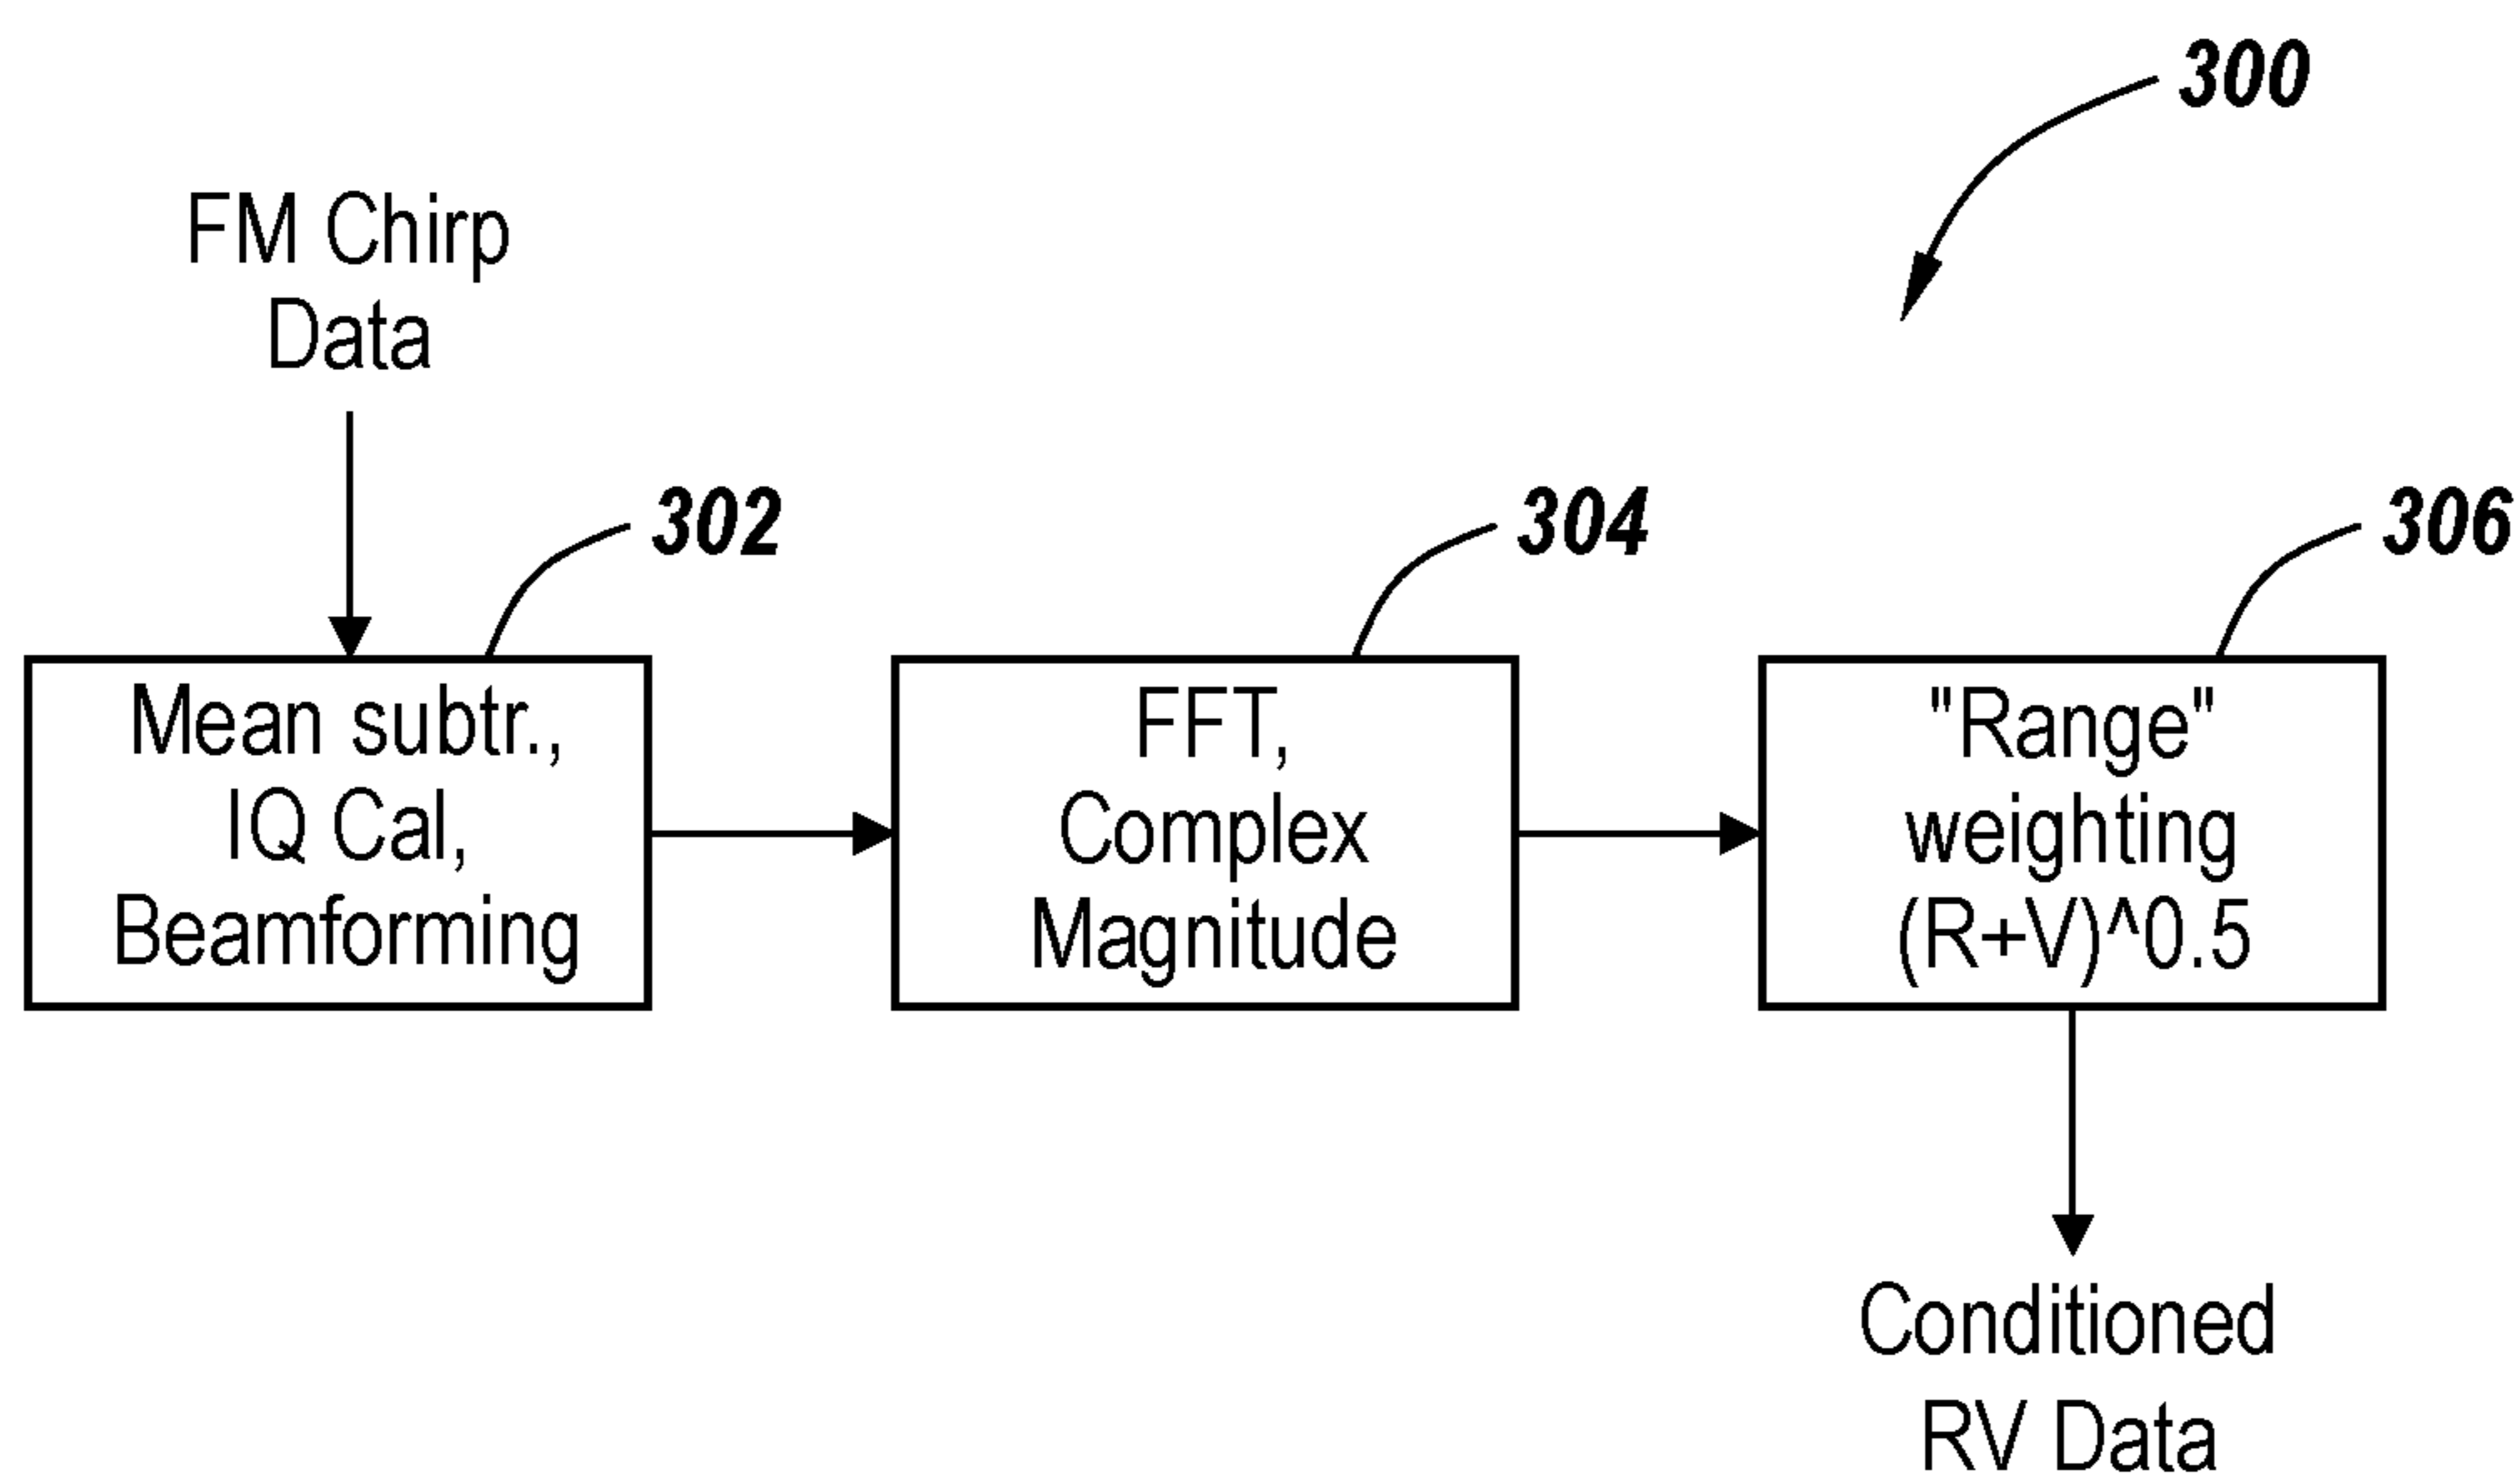 300
FM Chirp
Data
302
304
306
Mean subtr.,
IQ Cal,
Beamforming
FFT,
Complex
Magnitude
"Range"
weighting
(R+V)^0.5
Conditioned
RV Data